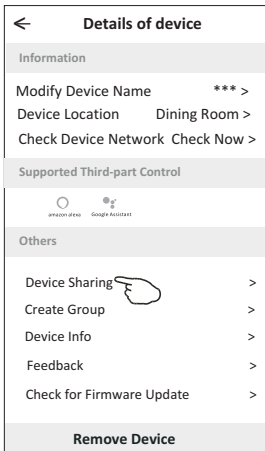 Details of device
Information
Modify Device Name *** >
Device Location Dining Room >
Check Device Network Check Now >
Supported Third-part Control
amazon alexa Google Assistant
Others
Device Sharing >
Create Group >
Device Info >
Feedback >
Check for Firmware Update >
Remove Device